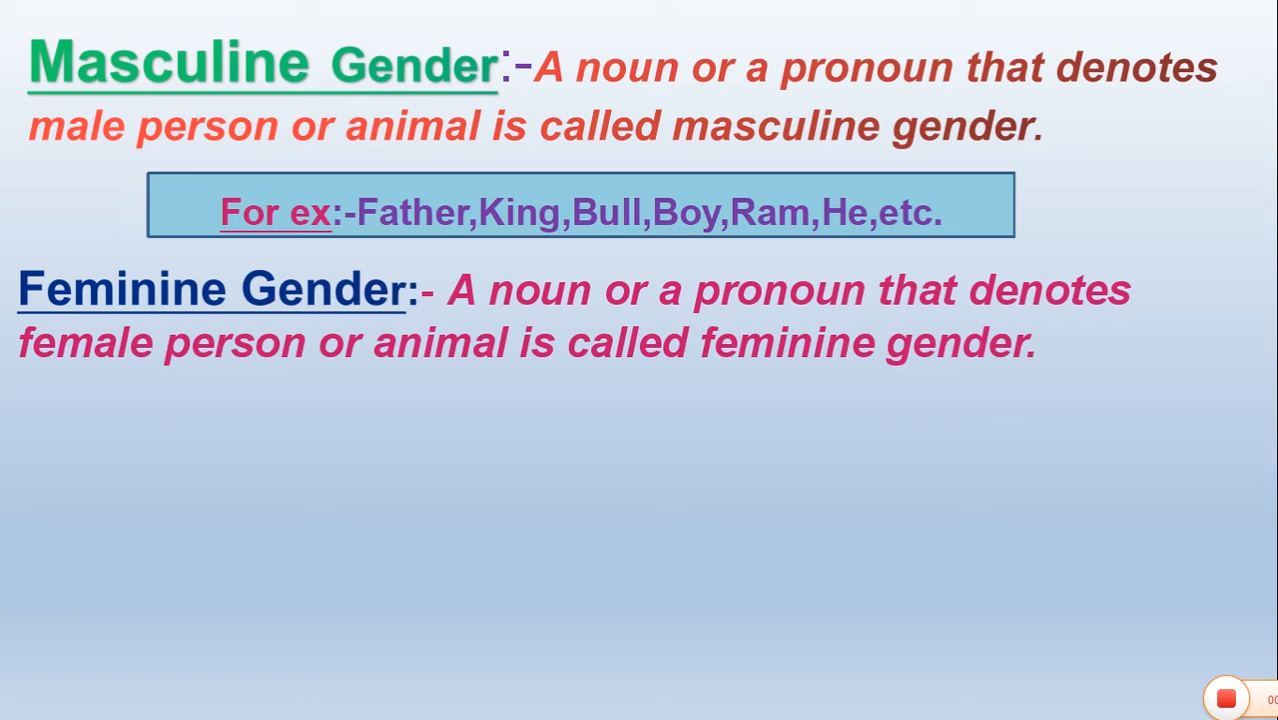 Masculine Gender:-A noun or a pronoun that denotes
male person or animal is called masculine gender.
For ex:-Father,King,Bull,Boy,Ram,He,etc.
Feminine Gender:- A noun or a pronoun that denotes
female person or animal is called feminine gender.
00